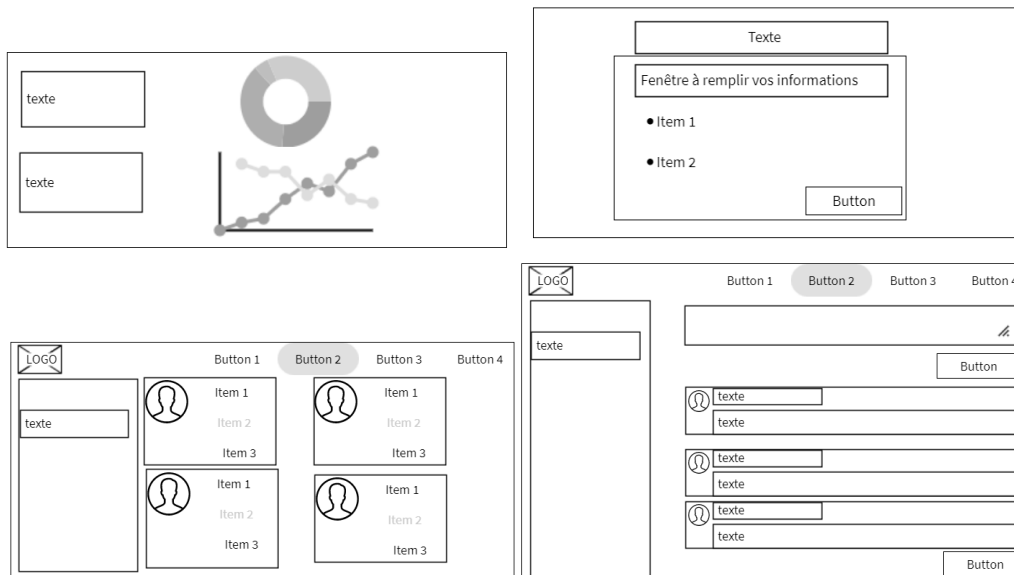 texte
texte
Texte
Fenêtre à remplir vos informations
Item 1
Item 2
Button
LOGO
Button 1
Button 2
Button 3
Button 4
texte
Item 1
Item 2
Item 3
Item 1
Item 2
Item 3
Item 1
Item 2
Item 3
Item 1
Item 2
Item 3
LOGO
Button 1
Button 2
Button 3
Button 4
texte
Button
texte
texte
texte
texte
texte
texte
Button